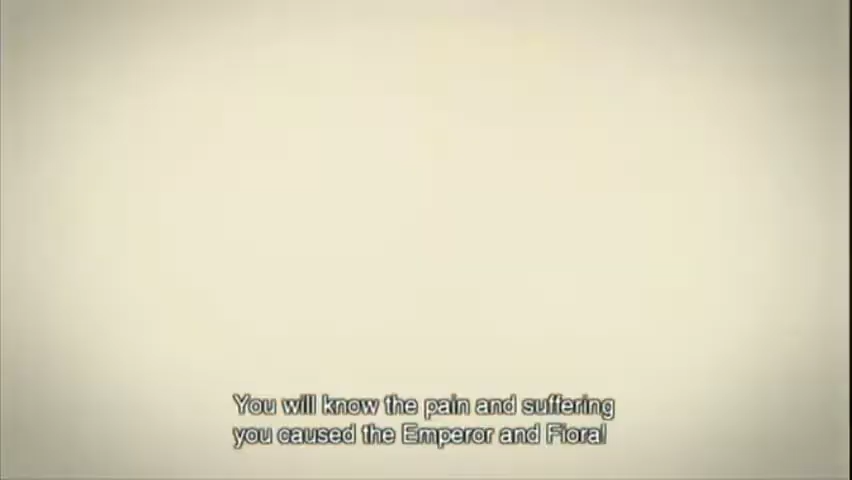 You will know the pain and suffering
you caused the Emperor and Fiora!